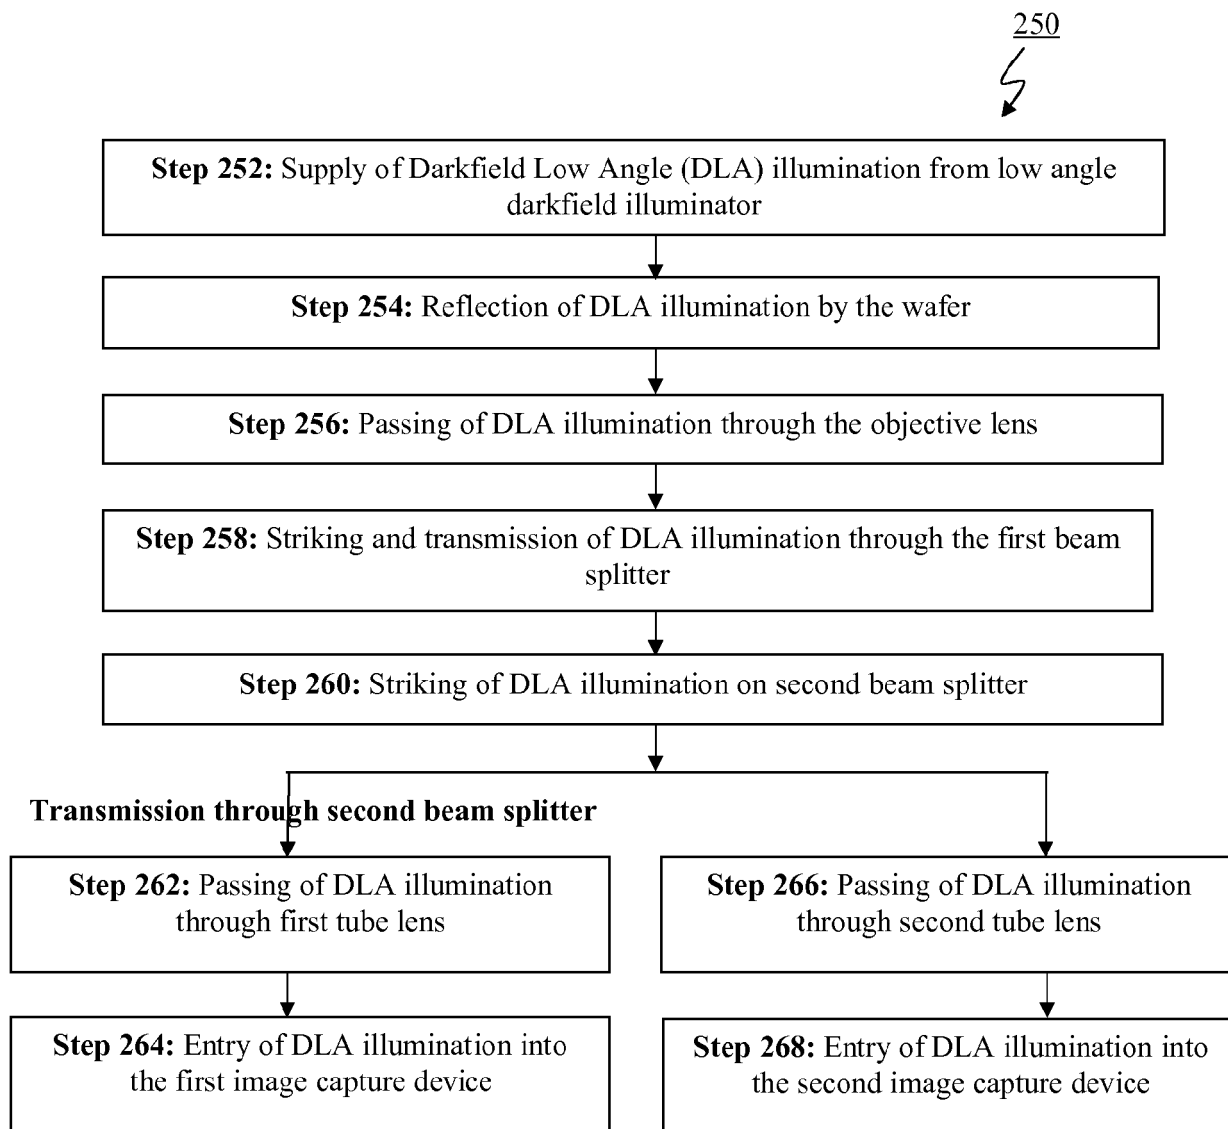 250
Step 252: Supply of Darkfield Low Angle (DLA) illumination from low angle
darkfield illuminator
Step 254: Reflection of DLA illumination by the wafer
Step 256: Passing of DLA illumination through the objective lens
Step 258: Striking and transmission of DLA illumination through the first beam
splitter
Step 260: Striking of DLA illumination on second beam splitter
Transmission through second beam splitter
Step 262: Passing of DLA illumination
through first tube lens
Step 266: Passing of DLA illumination
through second tube lens
Step 264: Entry of DLA illumination into
the first image capture device
Step 268: Entry of DLA illumination into
the second image capture device